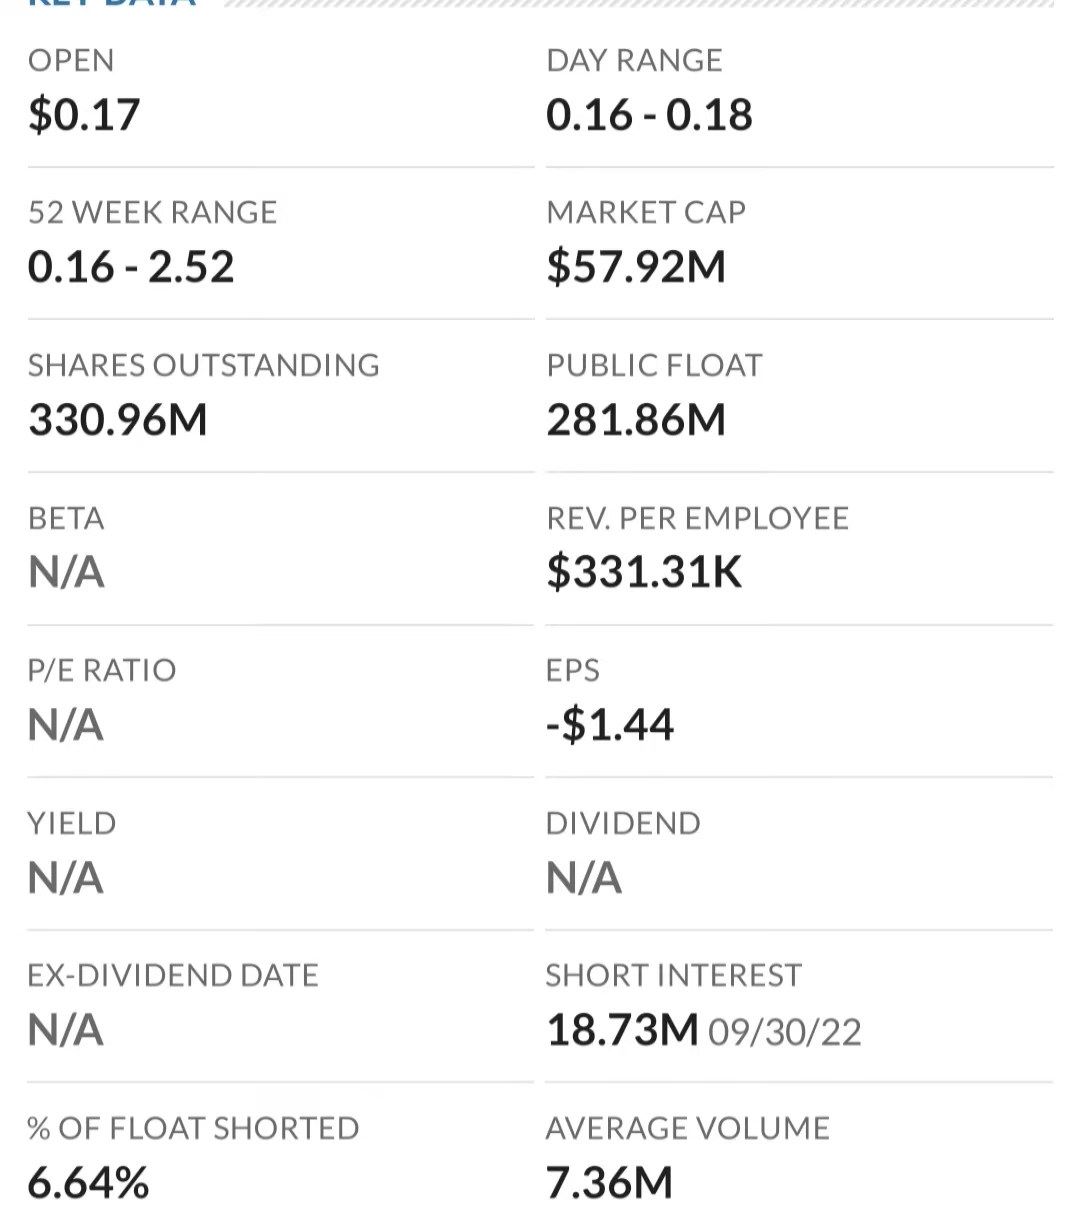 KEY DATA
OPEN
$0.17
DAY RANGE
0.16 - 0.18
52 WEEK RANGE
0.16 - 2.52
MARKET CAP
$57.92M
SHARES OUTSTANDING
330.96M
PUBLIC FLOAT
281.86M
BETA
N/A
REV. PER EMPLOYEE
$331.31K
P/E RATIO
N/A
EPS
-$1.44
YIELD
N/A
DIVIDEND
N/A
EX-DIVIDEND DATE
N/A
SHORT INTEREST
18.73M 09/30/22
% OF FLOAT SHORTED
6.64%
AVERAGE VOLUME
7.36M